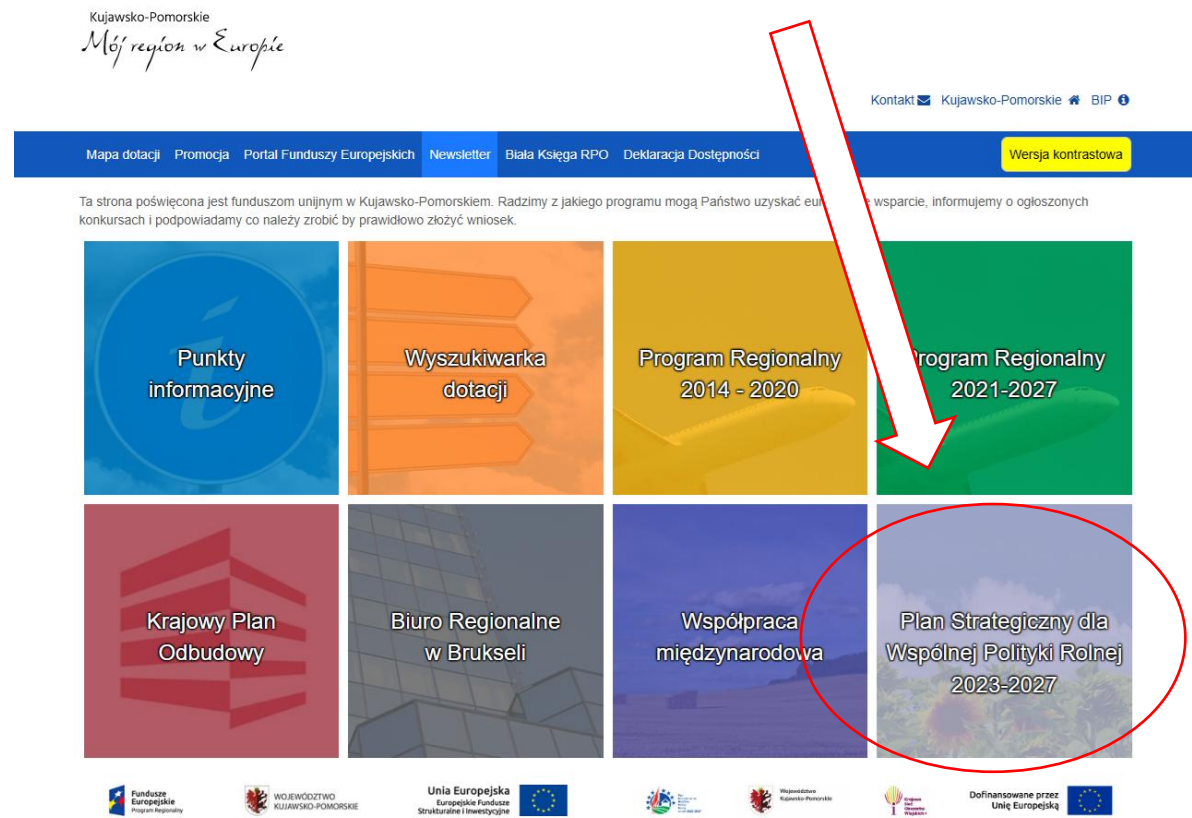 Kujawsko-Pomorskie
Mój region w Europie
Kontakt Kujawsko-Pomorskie BIP
Mapa dotacji Promocja Portal Funduszy Europejskich Newsletter Biała Księga RPO Deklaracja Dostępności Wersja kontrastowa
Ta strona poświęcona jest funduszom unijnym w Kujawsko-Pomorskiem. Radzimy z jakiego programu mogą Państwo uzyskać wsparcie, informujemy o ogłoszonych
konkursach i podpowiadamy co należy zrobić by prawidłowo złożyć wniosek.
Punkty
informacyjne
Wyszukiwarka
dotacji
Program Regionalny
2014 - 2020
Program Regionalny
2021-2027
Krajowy Plan
Odbudowy
Biuro Regionalne
w Brukseli
Współpraca
międzynarodowa
Plan Strategiczny dla
Wspólnej Polityki Rolnej
2023-2027
Fundusze
Europejskie
Program Regionalny
WOJEWÓDZTWO
KUJAWSKO-POMORSKIE
Unia Europejska
Europejskie Fundusze
Strukturalne i Inwestycyjne
Województwo
Kujawsko-Pomorskie
Krajowa
Sieć
Obszarów
Wiejskich+
Dofinansowane przez
Unię Europejską